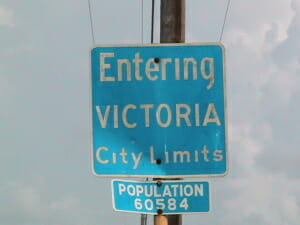 Entering
VICTORIA
City Limits
POPULATION
60584